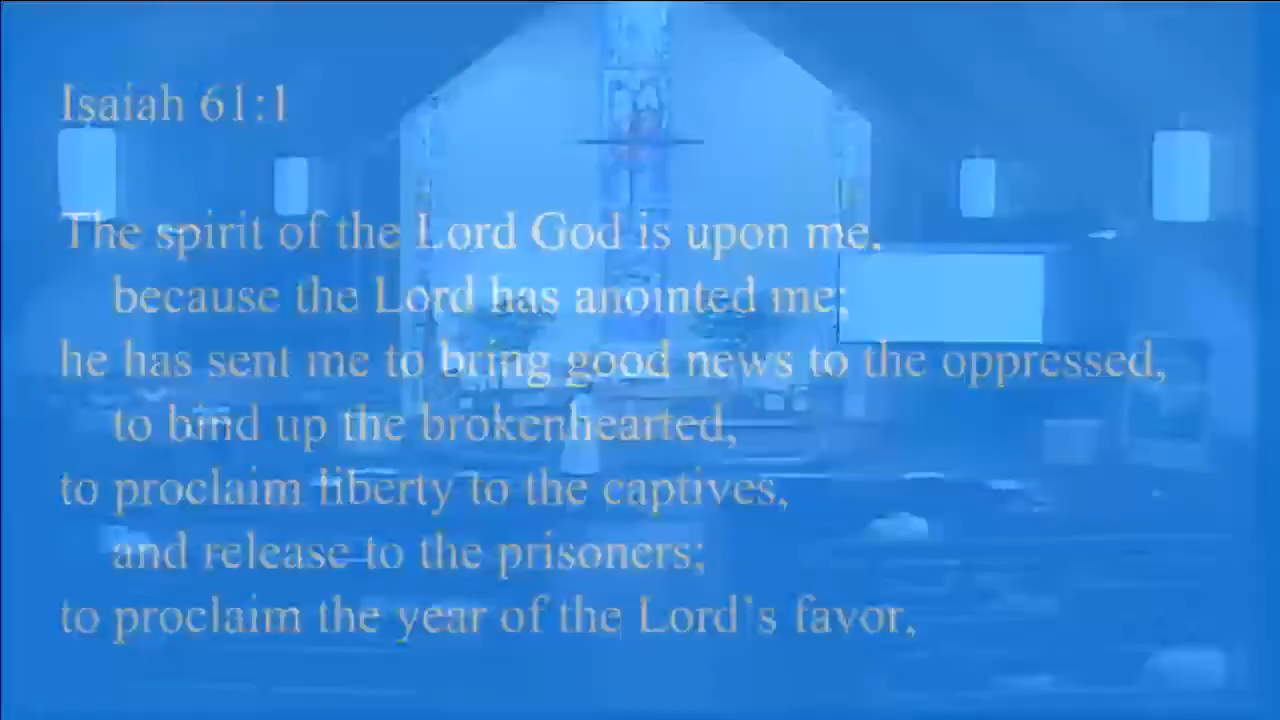 Isaiah 61:1
The spirit of the Lord God is upon me,
because the Lord has anointed me;
he has sent me to bring good news to the oppressed,
to bind up the brokenhearted,
to proclaim liberty to the captives,
and release to the prisoners;
to proclaim the year of the Lord's favor,